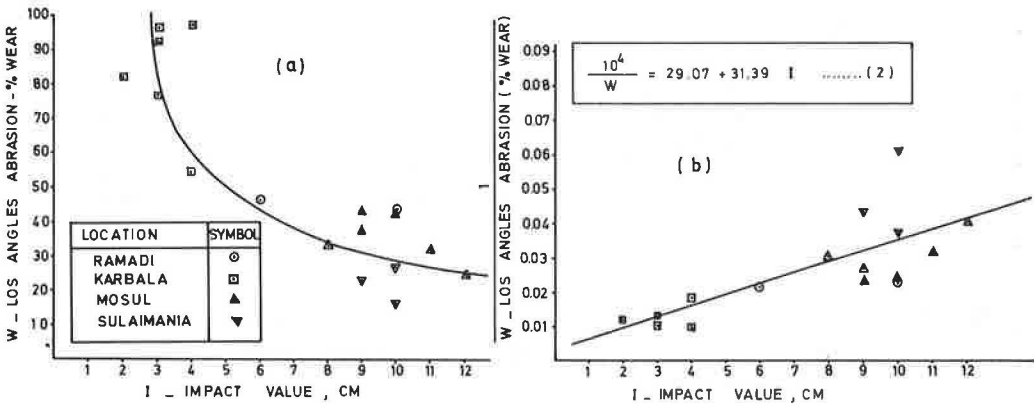 100
90
80
70
60
50
40
30
20
10
W_ LOS ANGLES ABRASION - % WEAR
(a)
LOCATION SYMBOL
RAMADI
KARBALA
MOSUL
SULAIMANIA
1 2 3 4 5 6 7 8 9 10 11 12
I _ IMPACT VALUE , CM
0.09
0.08
0.07
0.06
0.05
0.04
0.03
0.02
0.01
1
W_ LOS ANGLES ABRASION ( % WEAR)
10⁴
W
= 29.07 + 31.39 I ........ ( 2 )
(b)
1 2 3 4 5 6 7 8 9 10 11 12
I _ IMPACT VALUE , CM